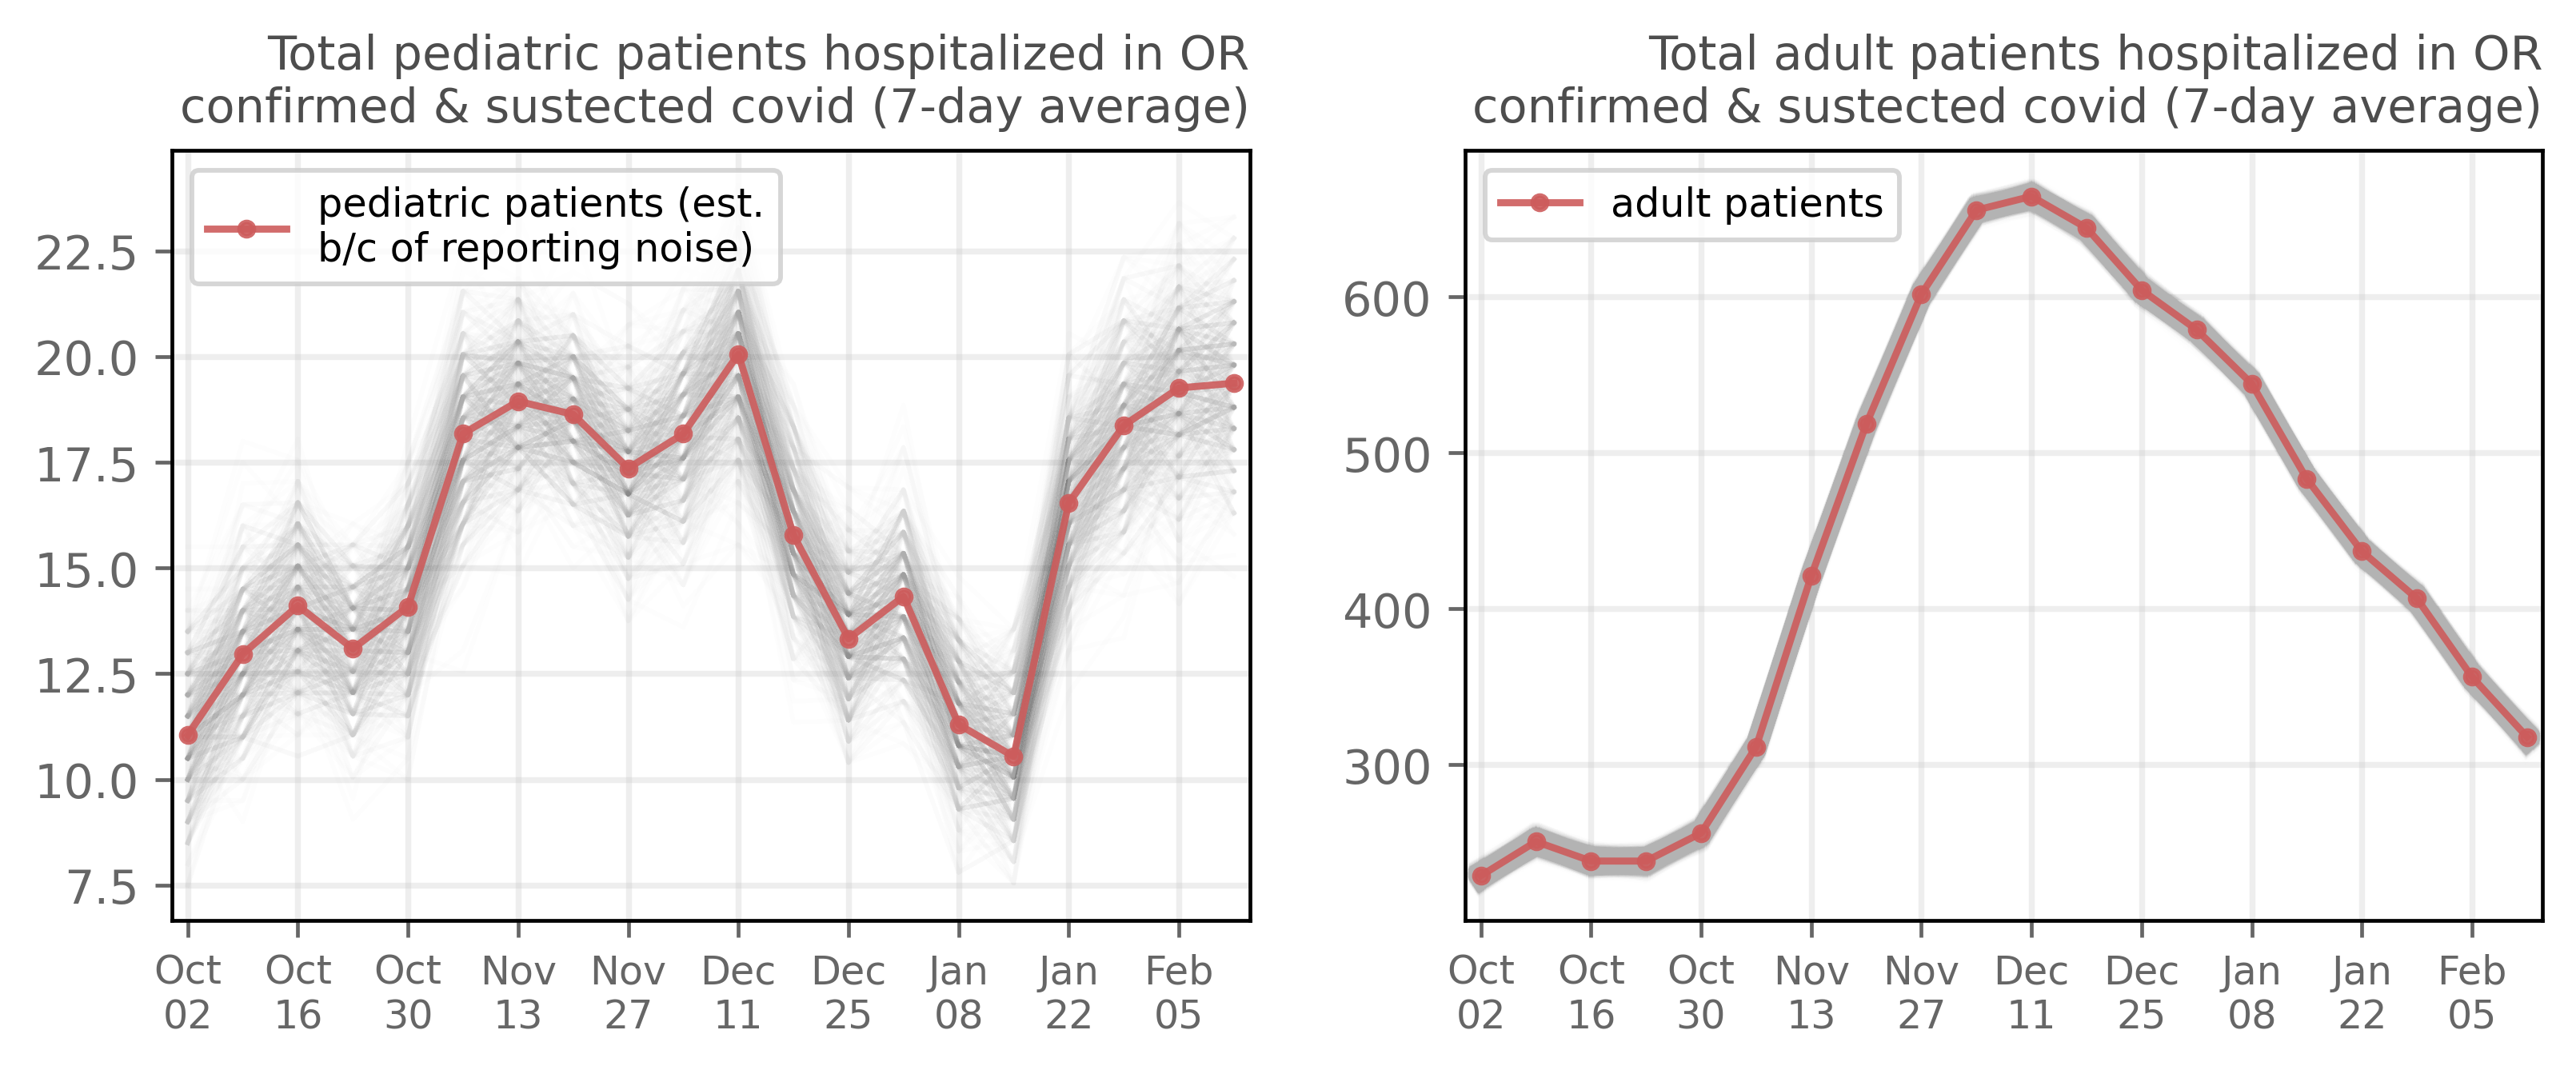 Total pediatric patients hospitalized in OR
confirmed & sustected covid (7-day average)
pediatric patients (est.
b/c of reporting noise)
22.5
20.0
17.5
15.0
12.5
10.0
7.5
Oct Oct Oct Nov Nov Dec Dec Jan Jan Feb
02 16 30 13 27 11 25 08 22 05
Total adult patients hospitalized in OR
confirmed & sustected covid (7-day average)
adult patients
600
500
400
300
Oct Oct Oct Nov Nov Dec Dec Jan Jan Feb
02 16 30 13 27 11 25 08 22 05